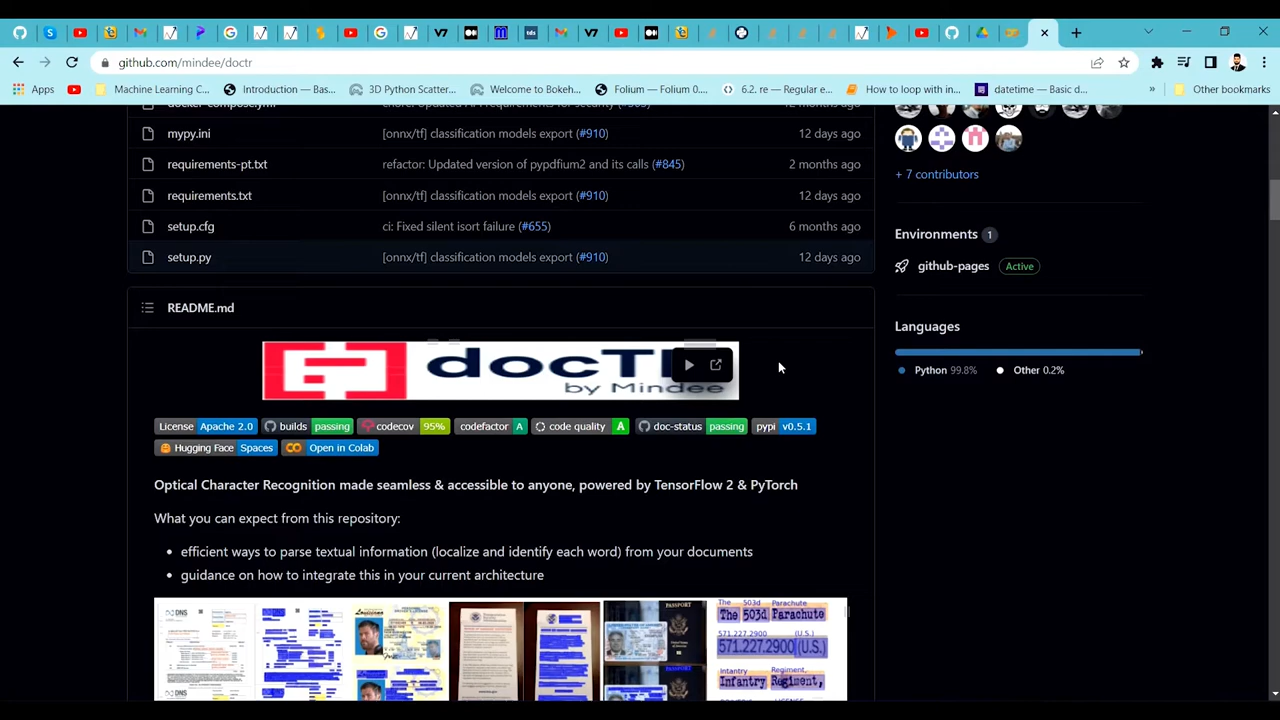 github.com/mindee/doctr
Apps
Machine Learning C...
Introduction — Bas...
3D Python Scatter...
Welcome to Bokeh...
Folium — Folium 0....
6.2. re — Regular e...
How to loop with in...
datetime — Basic d...
»
Other bookmarks
mypy.ini [onnx/tf] classification models export (#910) 12 days ago
requirements-pt.txt refactor: Updated version of pypdfium2 and its calls (#845) 2 months ago
requirements.txt [onnx/tf] classification models export (#910) 12 days ago
setup.cfg ci: Fixed silent isort failure (#655) 6 months ago
setup.py [onnx/tf] classification models export (#910) 12 days ago
README.md
by Mindee
License Apache 2.0 builds passing codecov 95% codefactor A code quality A doc-status passing pypi v0.5.1
Hugging Face Spaces Open in Colab
Optical Character Recognition made seamless & accessible to anyone, powered by TensorFlow 2 & PyTorch
What you can expect from this repository:
• efficient ways to parse textual information (localize and identify each word) from your documents
• guidance on how to integrate this in your current architecture
DNS
PASSPORT
The 503d Parachute
571.227.2900 (U.S.)
571.227.2900 (U.S.)
Infantry Regiment,
Infantry Regiment,
+ 7 contributors
Environments 1
github-pages Active
Languages
Python 99.8% Other 0.2%